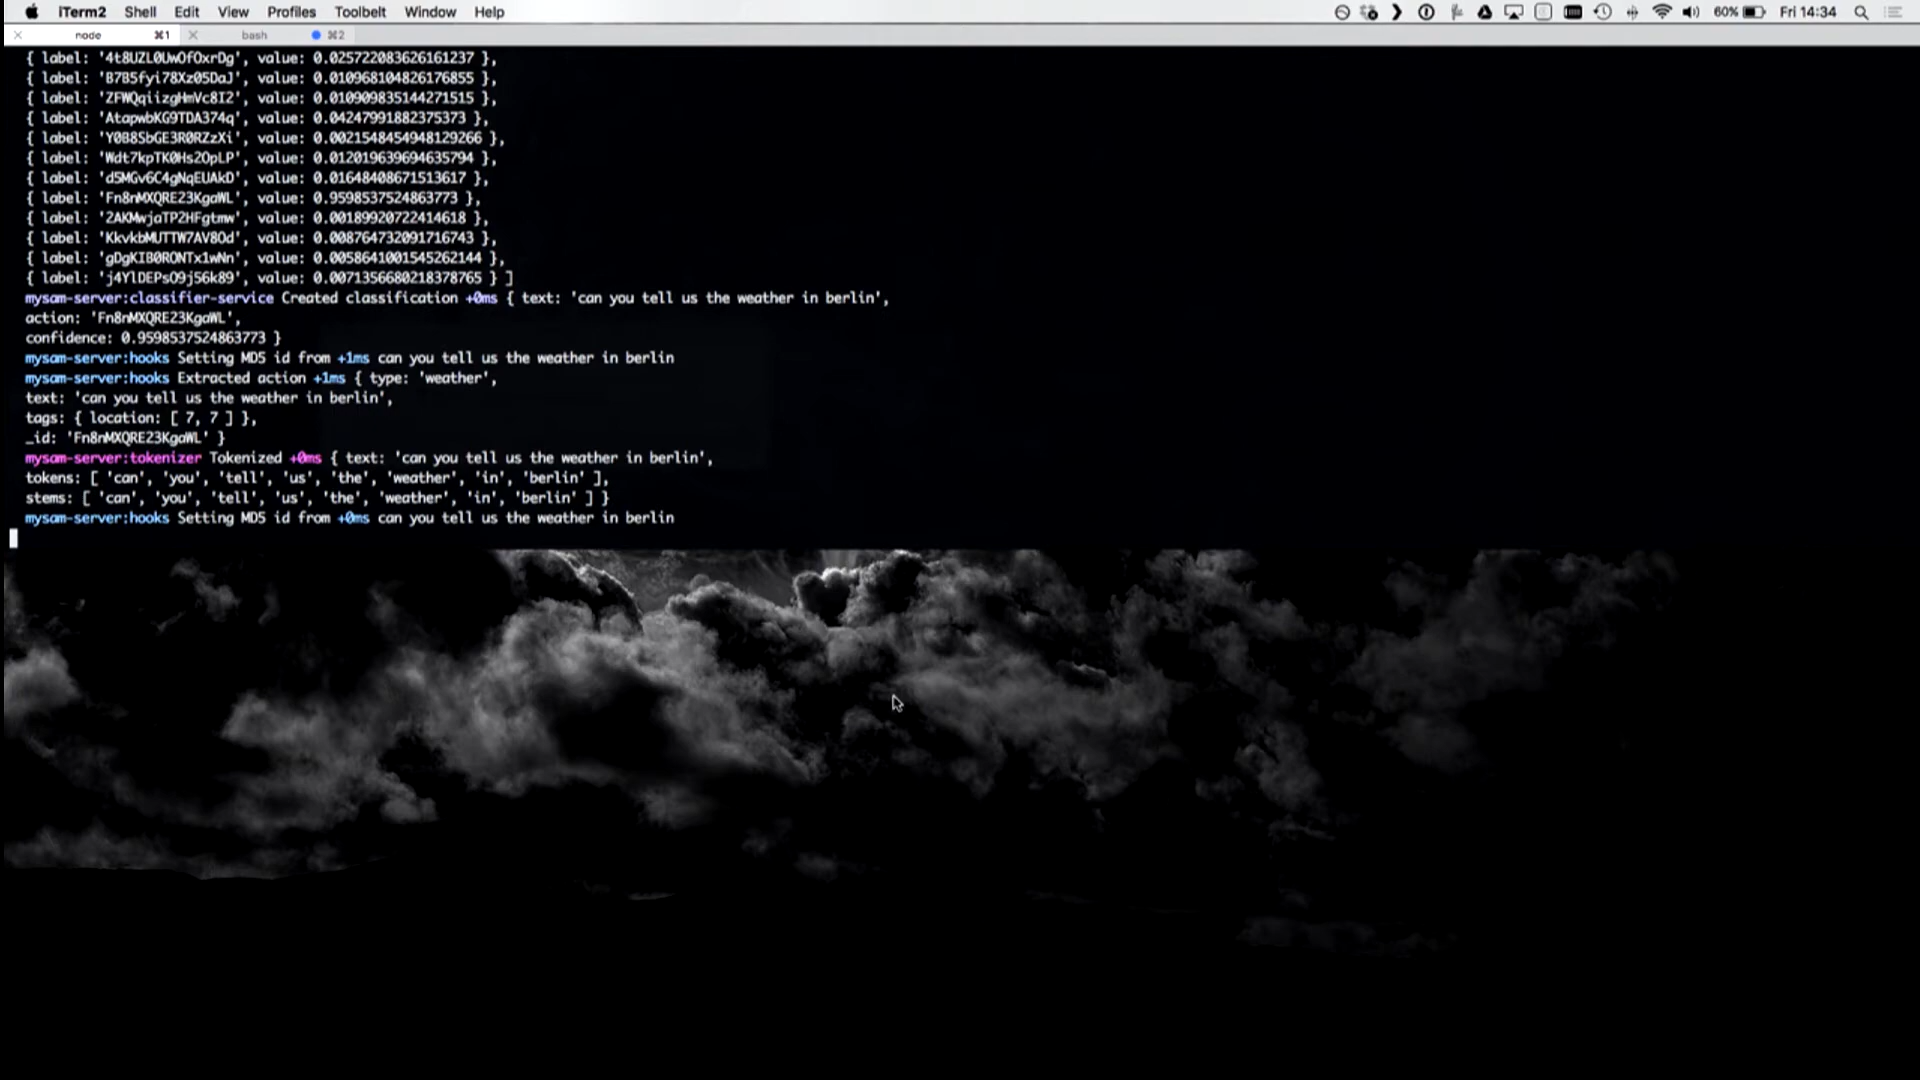 iTerm2 Shell Edit View Profiles Toolbelt Window Help 60% Fri 14:34
node ⌘1 bash ⌘2
{ label: '4t8UZL0UwOfOxrDg', value: 0.025722083626161237 },
{ label: 'B7B5fyi78Xz05DaJ', value: 0.010968104826176855 },
{ label: 'ZFWQqiizgHmVc8I2', value: 0.010909835144271515 },
{ label: 'AtapwbKG9TDA374q', value: 0.04247991882375373 },
{ label: 'Y0B8SbGE3R0RZzXi', value: 0.0021548454948129266 },
{ label: 'Wdt7kpTK0Hs2OpLP', value: 0.012019639694635794 },
{ label: 'd5MGv6C4gNqEUAkD', value: 0.01648408671513617 },
{ label: 'Fn8nMXQRE23KgaWL', value: 0.9598537524863773 },
{ label: '2AKMwjaTP2HFgtmw', value: 0.00189920722414618 },
{ label: 'KkvkbMUTTW7AV8Od', value: 0.008764732091716743 },
{ label: 'gDgKIB0RONTx1wNn', value: 0.0058641001545262144 },
{ label: 'j4YlDEPsO9j56k89', value: 0.0071356680218378765 } ]
mysam-server:classifier-service Created classification +0ms { text: 'can you tell us the weather in berlin',
action: 'Fn8nMXQRE23KgaWL',
confidence: 0.9598537524863773 }
mysam-server:hooks Setting MD5 id from +1ms can you tell us the weather in berlin
mysam-server:hooks Extracted action +1ms { type: 'weather',
text: 'can you tell us the weather in berlin',
tags: { location: [ 7, 7 ] },
_id: 'Fn8nMXQRE23KgaWL' }
mysam-server:tokenizer Tokenized +0ms { text: 'can you tell us the weather in berlin',
tokens: [ 'can', 'you', 'tell', 'us', 'the', 'weather', 'in', 'berlin' ],
stems: [ 'can', 'you', 'tell', 'us', 'the', 'weather', 'in', 'berlin' ] }
mysam-server:hooks Setting MD5 id from +0ms can you tell us the weather in berlin